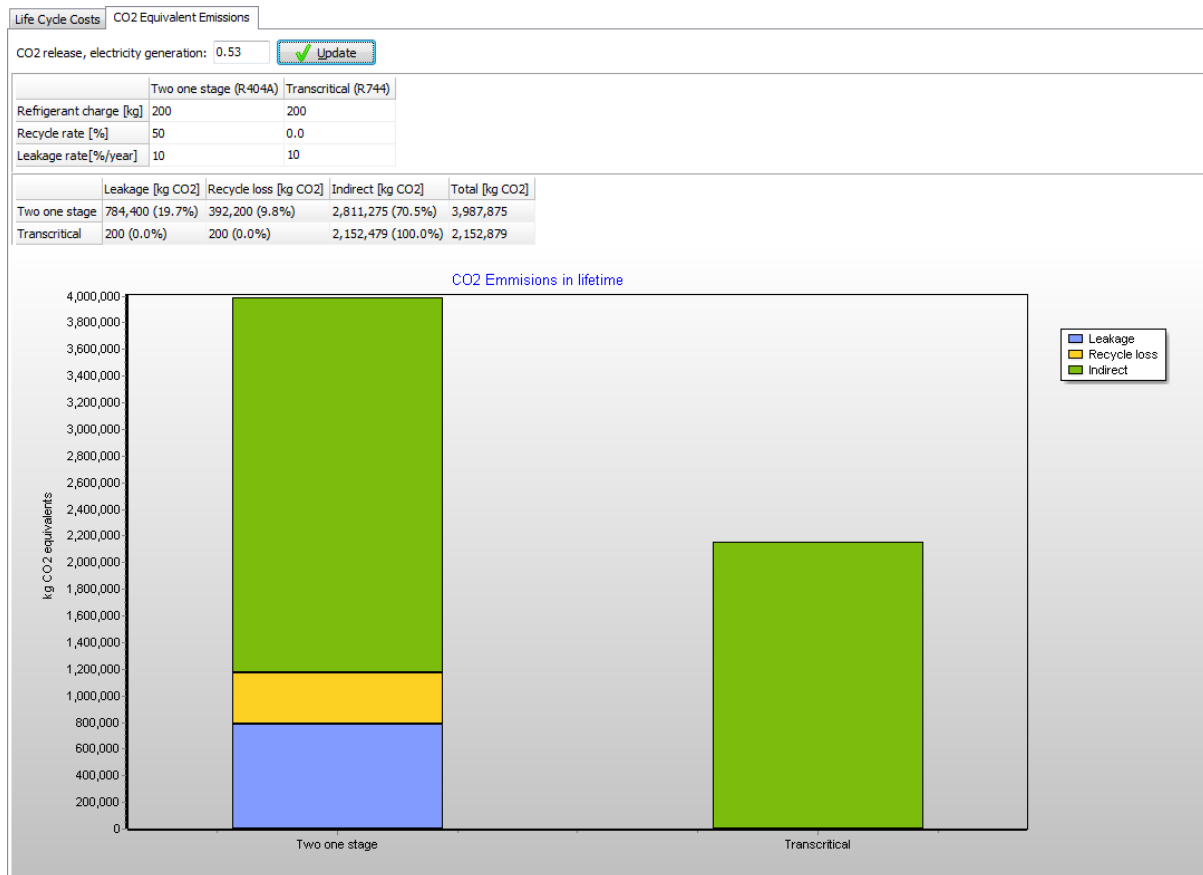 Life Cycle Costs CO2 Equivalent Emissions
CO2 release, electricity generation: 0.53 Update
Two one stage (R404A) Transcritical (R744)
Refrigerant charge [kg] 200 200
Recycle rate [%] 50 0.0
Leakage rate[%/year] 10 10
Leakage [kg CO2] Recycle loss [kg CO2] Indirect [kg CO2] Total [kg CO2]
Two one stage 784,400 (19.7%) 392,200 (9.8%) 2,811,275 (70.5%) 3,987,875
Transcritical 200 (0.0%) 200 (0.0%) 2,152,479 (100.0%) 2,152,879
CO2 Emmisions in lifetime
4,000,000
3,800,000
3,600,000
3,400,000
3,200,000
3,000,000
2,800,000
2,600,000
2,400,000
2,200,000
2,000,000
1,800,000
1,600,000
1,400,000
1,200,000
1,000,000
800,000
600,000
400,000
200,000
0
kg CO2 equivalents
Two one stage Transcritical
Leakage
Recycle loss
Indirect